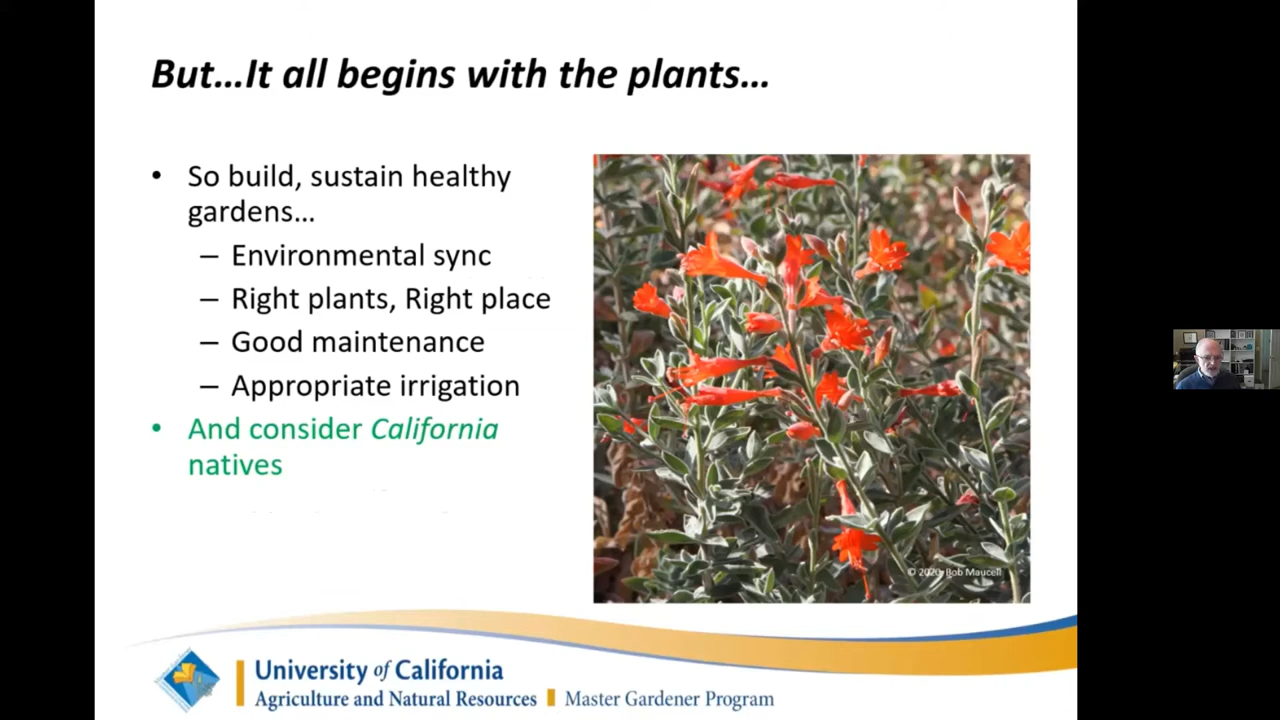 But…It all begins with the plants…
• So build, sustain healthy
gardens…
– Environmental sync
– Right plants, Right place
– Good maintenance
– Appropriate irrigation
• And consider California
natives
© 2020 Bob Maucell
University of California
Agriculture and Natural Resources | Master Gardener Program